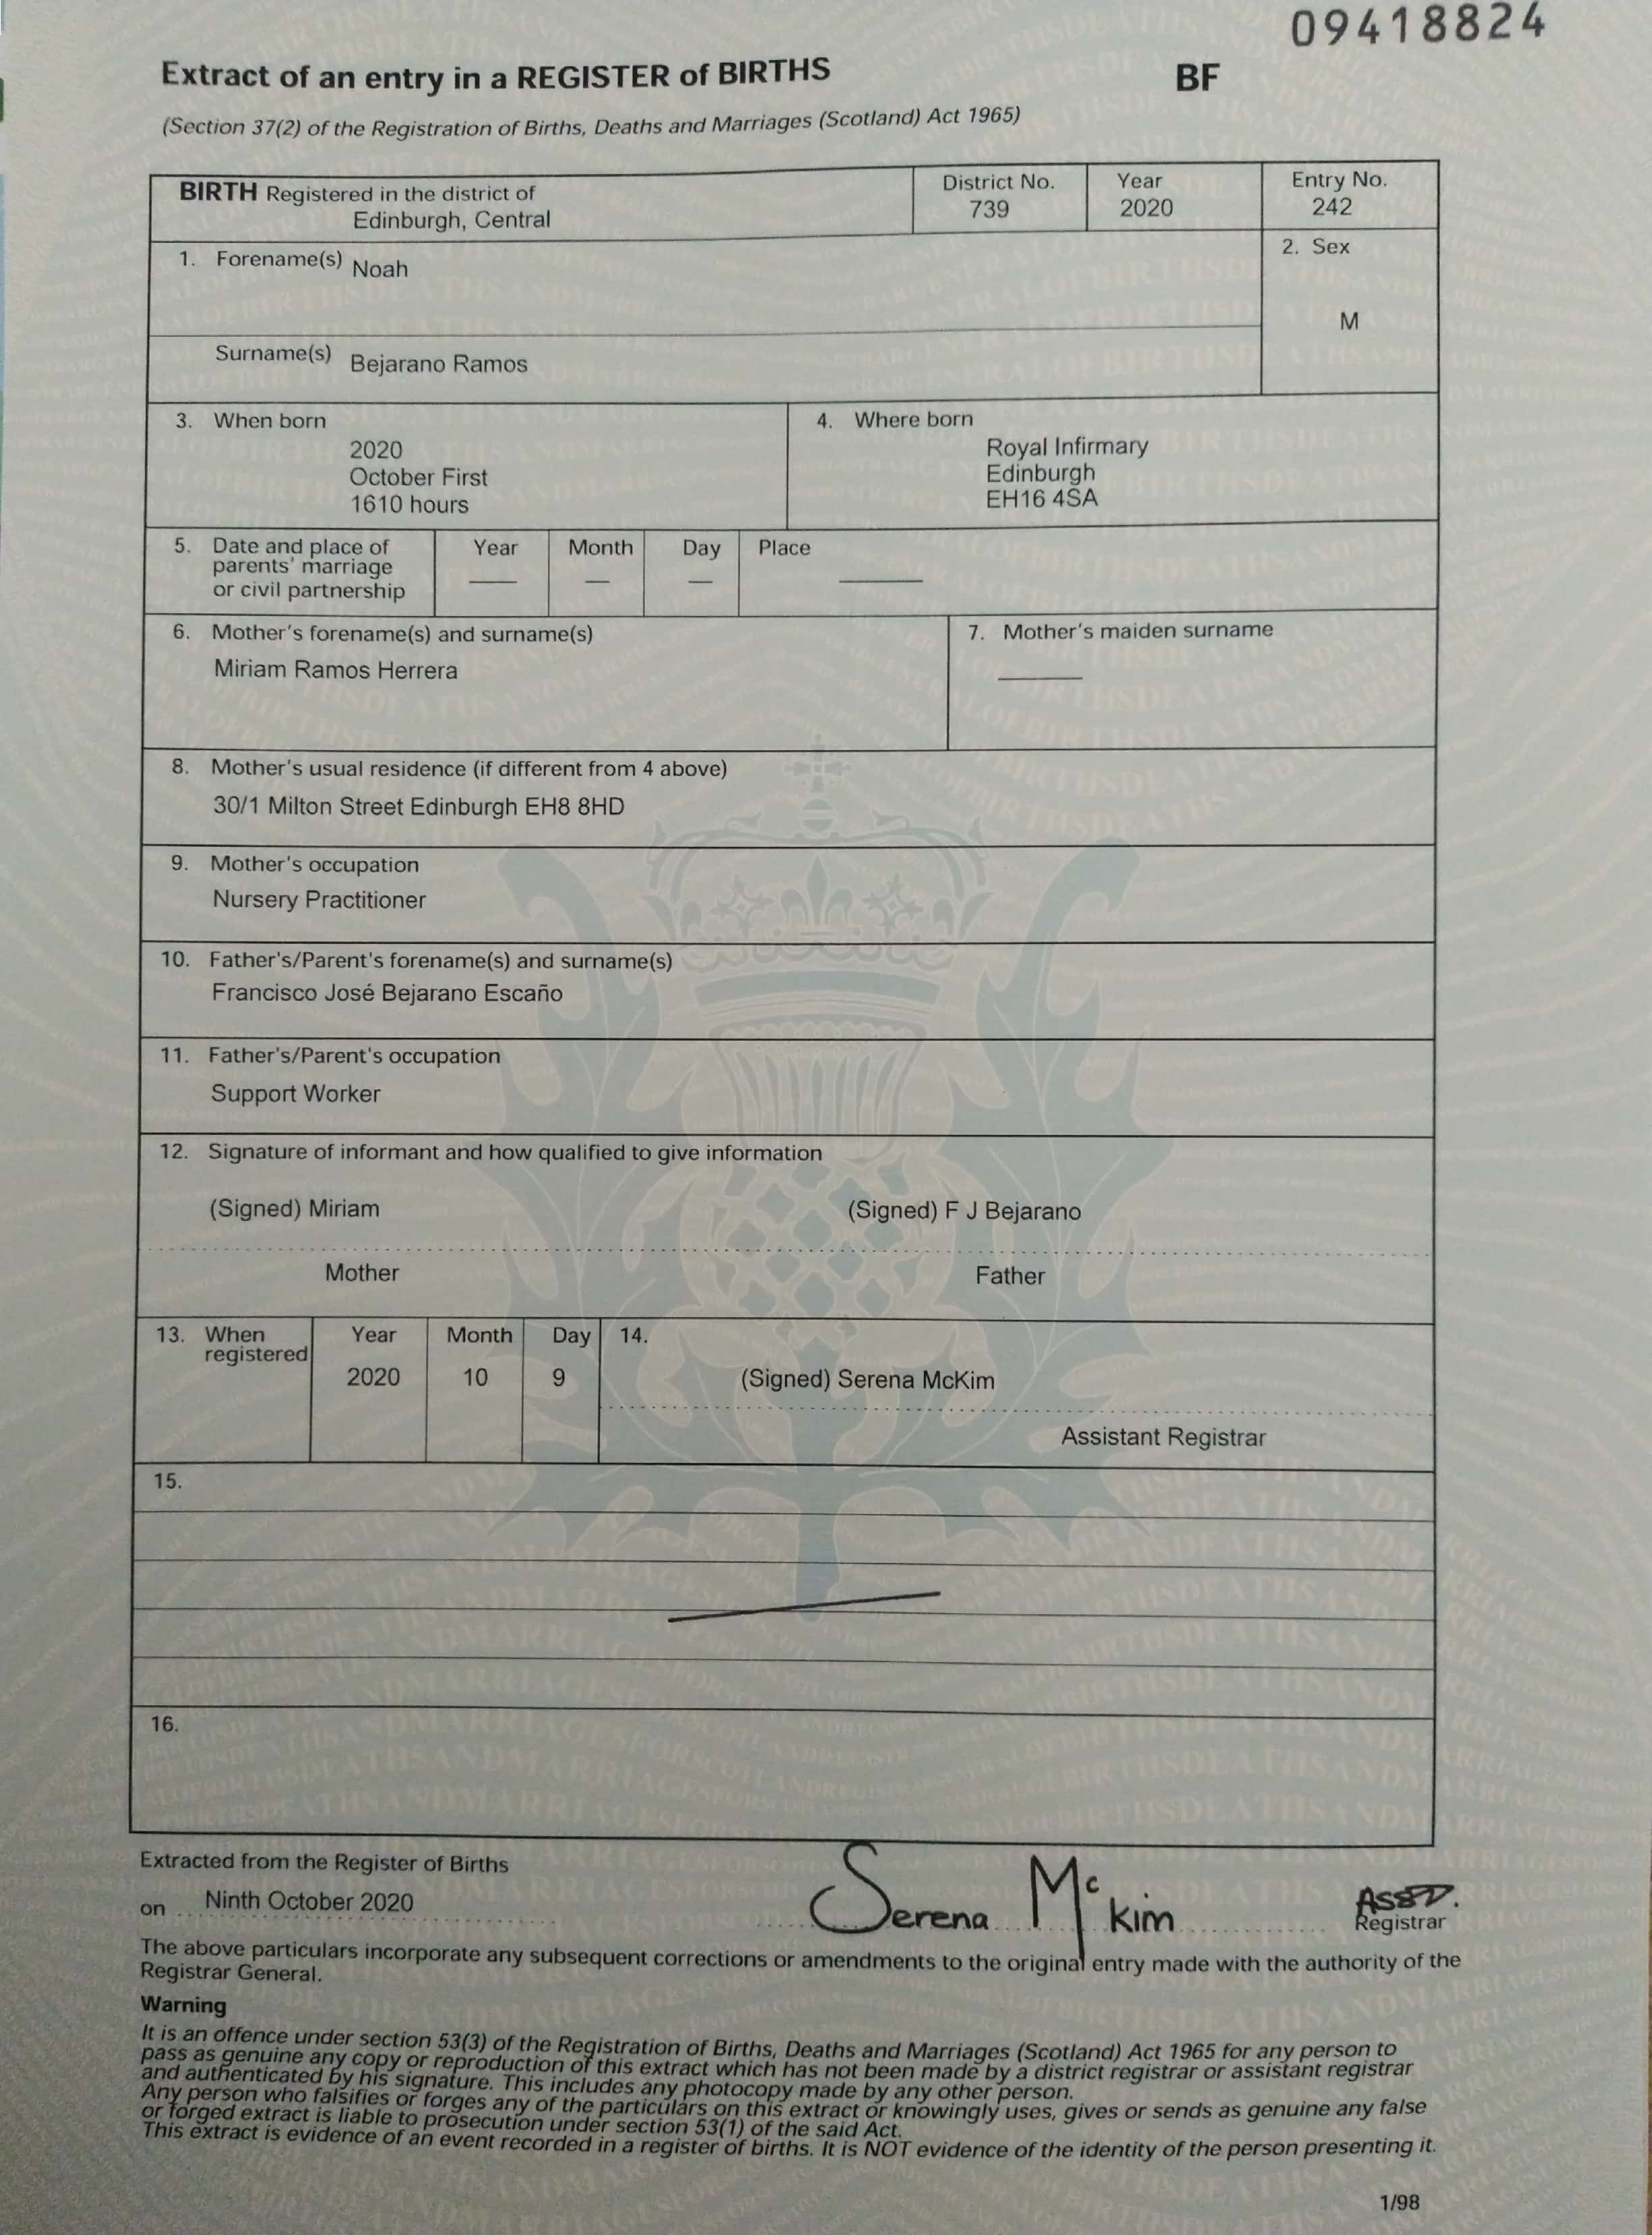 09418824
Extract of an entry in a REGISTER of BIRTHS
BF
(Section 37(2) of the Registration of Births, Deaths and Marriages (Scotland) Act 1965)
BIRTH Registered in the district of
Edinburgh, Central
District No.
739
Year
2020
Entry No.
242
1. Forename(s) Noah
2. Sex
M
Surname(s) Bejarano Ramos
3. When born
2020
October First
1610 hours
4. Where born
Royal Infirmary
Edinburgh
EH16 4SA
5. Date and place of
parents' marriage
or civil partnership
Year
—
Month
—
Day
—
Place
—
6. Mother's forename(s) and surname(s)
Miriam Ramos Herrera
7. Mother's maiden surname
—
8. Mother's usual residence (if different from 4 above)
30/1 Milton Street Edinburgh EH8 8HD
9. Mother's occupation
Nursery Practitioner
10. Father's/Parent's forename(s) and surname(s)
Francisco José Bejarano Escaño
11. Father's/Parent's occupation
Support Worker
12. Signature of informant and how qualified to give information
(Signed) Miriam
(Signed) F J Bejarano
Mother
Father
13. When
registered
Year
2020
Month
10
Day
9
14.
(Signed) Serena McKim
Assistant Registrar
15.
16.
Extracted from the Register of Births
on Ninth October 2020
Serena McKim
Registrar
The above particulars incorporate any subsequent corrections or amendments to the original entry made with the authority of the
Registrar General.
Warning
It is an offence under section 53(3) of the Registration of Births, Deaths and Marriages (Scotland) Act 1965 for any person to
pass as genuine any copy or reproduction of this extract which has not been made by a district registrar or assistant registrar
and authenticated by his signature. This includes any photocopy made by any other person.
Any person who falsifies or forges any of the particulars on this extract or knowingly uses, gives or sends as genuine any false
or forged extract is liable to prosecution under section 53(1) of the said Act.
This extract is evidence of an event recorded in a register of births. It is NOT evidence of the identity of the person presenting it.
1/98